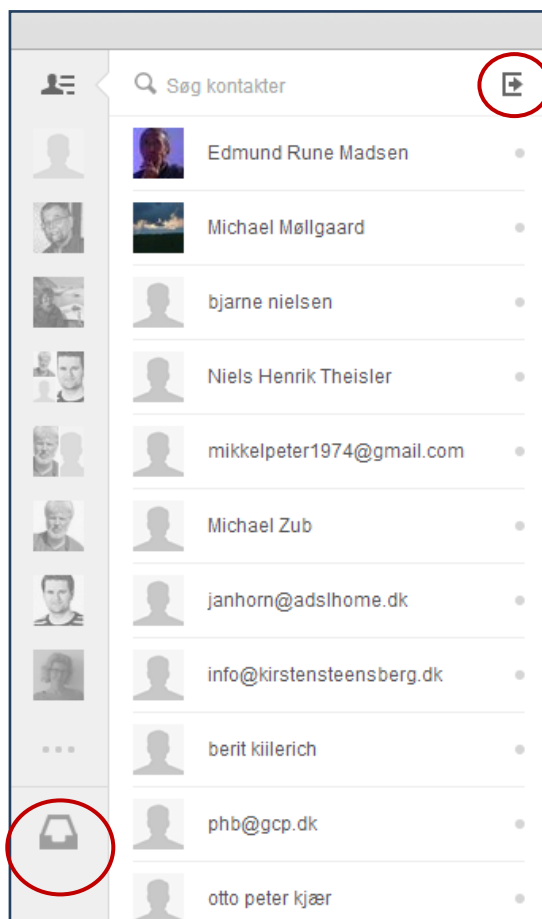 Søg kontakter
Edmund Rune Madsen
Michael Møllgaard
bjarne nielsen
Niels Henrik Theisler
mikkelpeter1974@gmail.com
Michael Zub
janhorn@adslhome.dk
info@kirstensteensberg.dk
berit kiilerich
phb@gcp.dk
otto peter kjær